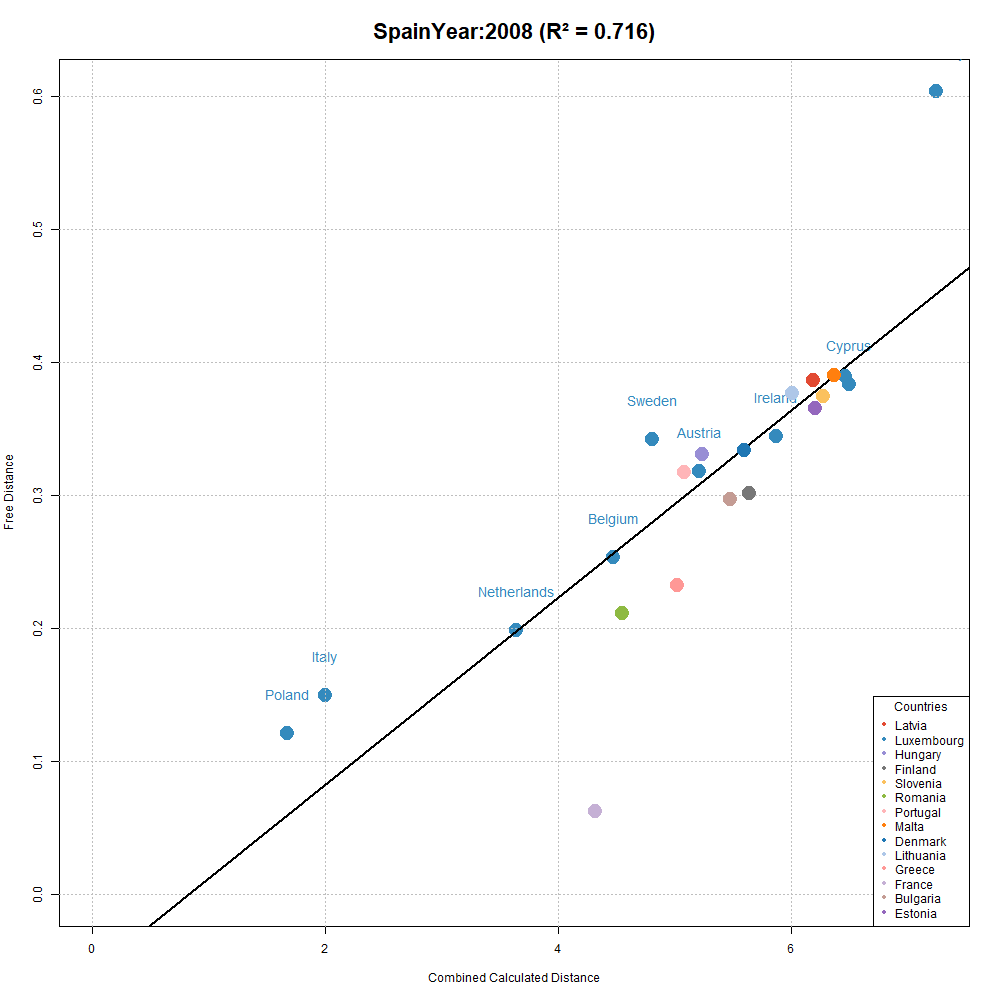 SpainYear:2008 (R² = 0.716)
Free Distance
0.6
0.5
0.4
0.3
0.2
0.1
0.0
Cyprus
Ireland
Sweden
Austria
Belgium
Netherlands
Italy
Poland
Countries
Latvia
Luxembourg
Hungary
Finland
Slovenia
Romania
Portugal
Malta
Denmark
Lithuania
Greece
France
Bulgaria
Estonia
0 2 4 6
Combined Calculated Distance